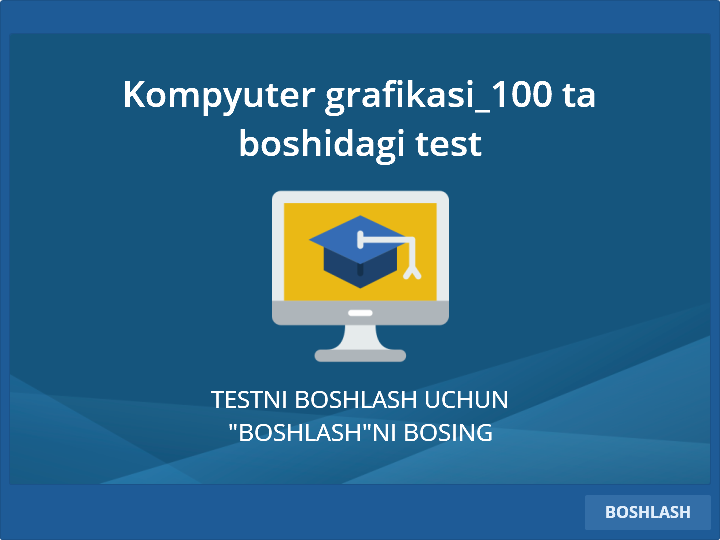 Kompyuter grafikasi_100 ta
boshidagi test
TESTNI BOSHLASH UCHUN
"BOSHLASH"NI BOSING
BOSHLASH